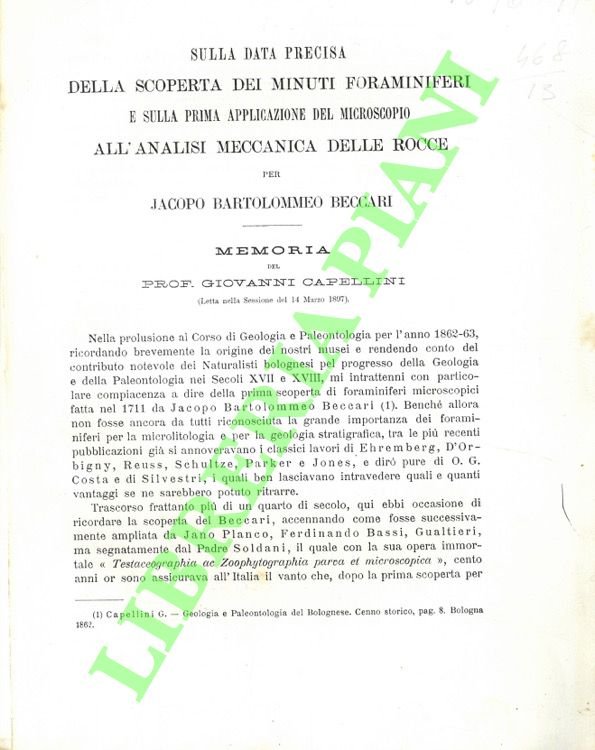 468
13
SULLA DATA PRECISA
DELLA SCOPERTA DEI MINUTI FORAMINIFERI
E SULLA PRIMA APPLICAZIONE DEL MICROSCOPIO
ALL'ANALISI MECCANICA DELLE ROCCE
PER
JACOPO BARTOLOMMEO BECCARI
MEMORIA
DEL
PROF. GIOVANNI CAPELLINI
(Letta nella Sessione del 14 Marzo 1897).
Nella prolusione al Corso di Geologia e Paleontologia per l'anno 1862-63,
ricordando brevemente la origine dei nostri musei e rendendo conto del
contributo notevole dei Naturalisti bolognesi pel progresso della Geologia
e della Paleontologia nei Secoli XVII e XVIII, mi intrattenni con partico-
lare compiacenza a dire della prima scoperta di foraminiferi microscopici
fatta nel 1711 da Jacopo Bartolommeo Beccari (1). Benchè allora
non fosse ancora da tutti riconosciuta la grande importanza dei forami-
niferi per la microlitologia e per la geologia stratigrafica, tra le più recenti
pubblicazioni già si annoveravano i classici lavori di Ehremberg, D'Or-
bigny, Reuss, Schultze, Parker e Jones, e dirò pure di O. G.
Costa e di Silvestri, i quali ben lasciavano intravedere quali e quanti
vantaggi se ne sarebbero potuto ritrarre.
Trascorso frattanto più di un quarto di secolo, qui ebbi occasione di
ricordare la scoperta del Beccari, accennando come fosse successiva-
mente ampliata da Jano Planco, Ferdinando Bassi, Gualtieri,
ma segnatamente dal Padre Soldani, il quale con la sua opera immor-
tale « Testaceographia ac Zoophytographia parva et microscopica », cento
anni or sono assicurava all'Italia il vanto che, dopo la prima scoperta per
(1) Capellini G. — Geologia e Paleontologia del Bolognese. Cenno storico, pag. 8. Bologna
1862.
LIBRERIA PIANI